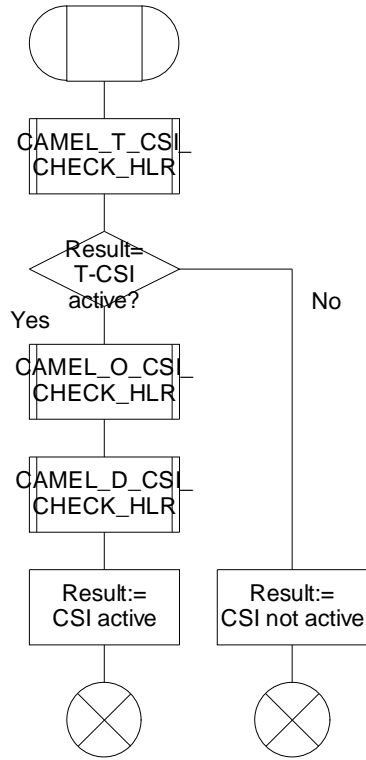 CAMEL_T_CSI_
CHECK_HLR
Result=
T-CSI
active?
Yes
No
CAMEL_O_CSI_
CHECK_HLR
CAMEL_D_CSI_
CHECK_HLR
Result:=
CSI active
Result:=
CSI not active